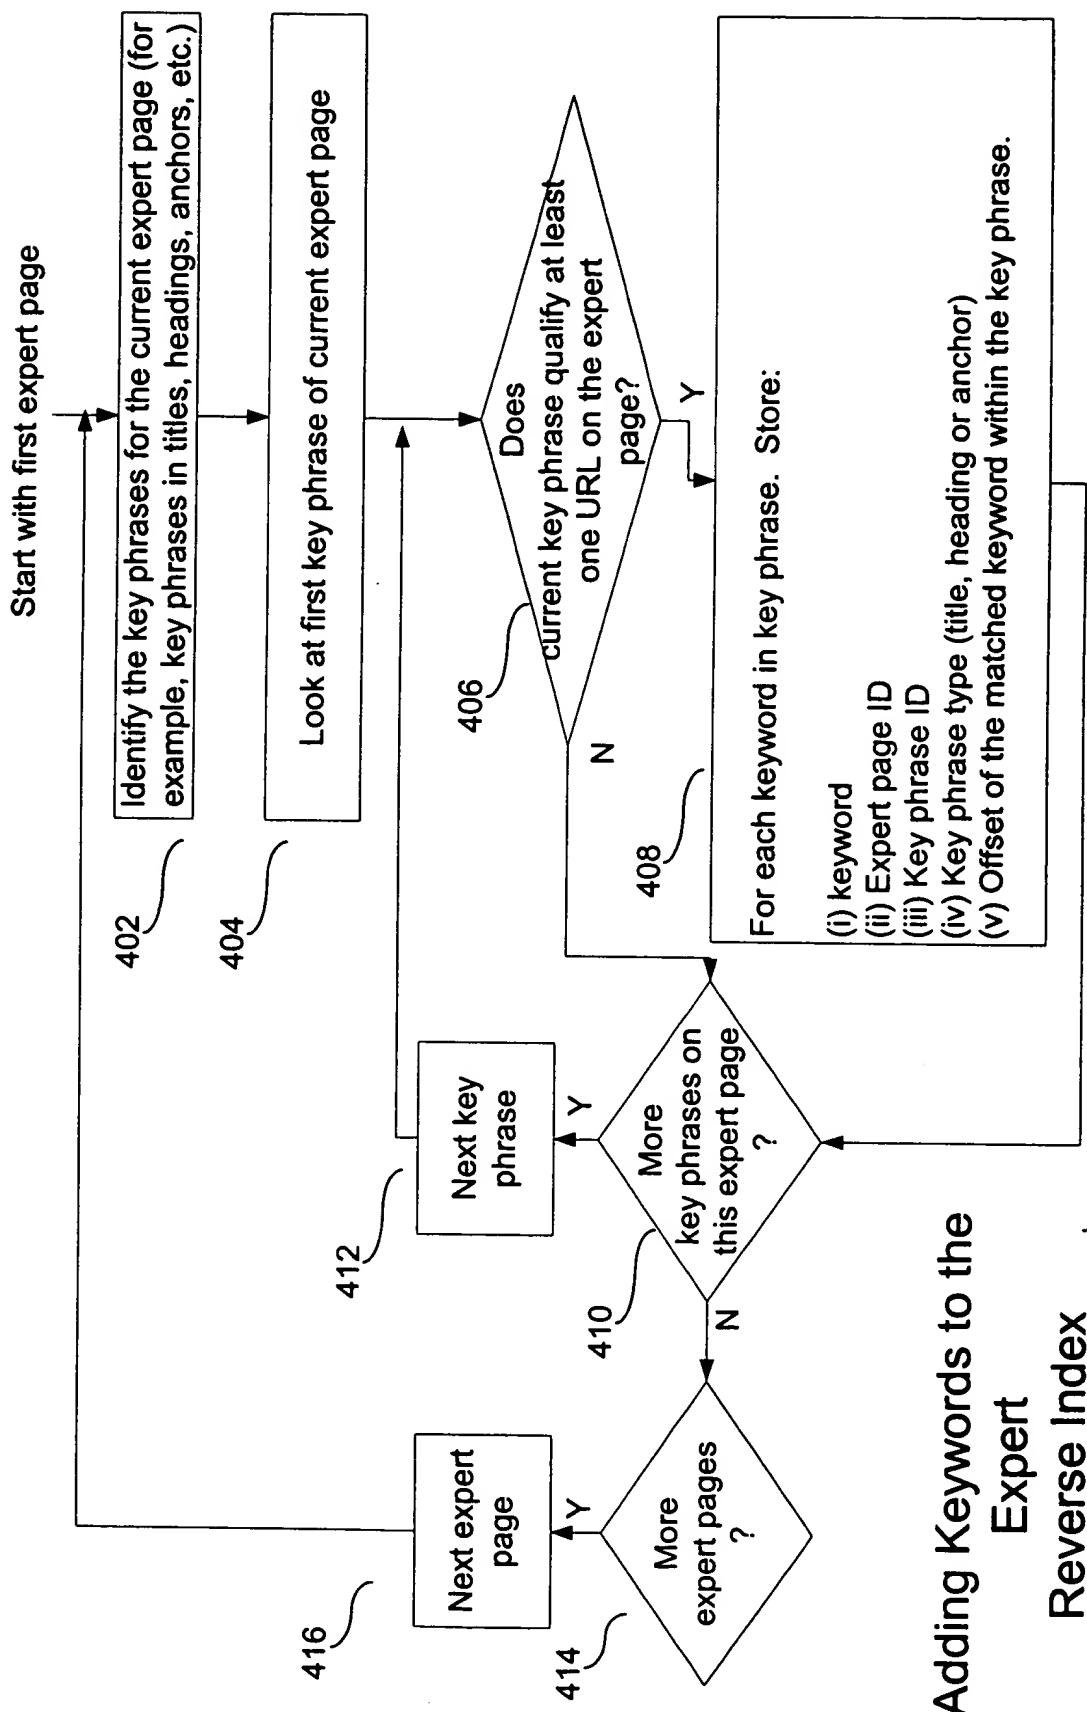 Start with first expert page
Identify the key phrases for the current expert page (for
example, key phrases in titles, headings, anchors, etc.)
402
Look at first key phrase of current expert page
404
Does
current key phrase qualify at least
one URL on the expert
page?
406
Y
N
For each keyword in key phrase. Store:
(i) keyword
(ii) Expert page ID
(iii) Key phrase ID
(iv) Key phrase type (title, heading or anchor)
(v) Offset of the matched keyword within the key phrase.
408
More
key phrases on
this expert page
?
410
Y
N
Next key
phrase
412
More
expert pages
?
414
Y
Next expert
page
416
Adding Keywords to the
Expert
Reverse Index